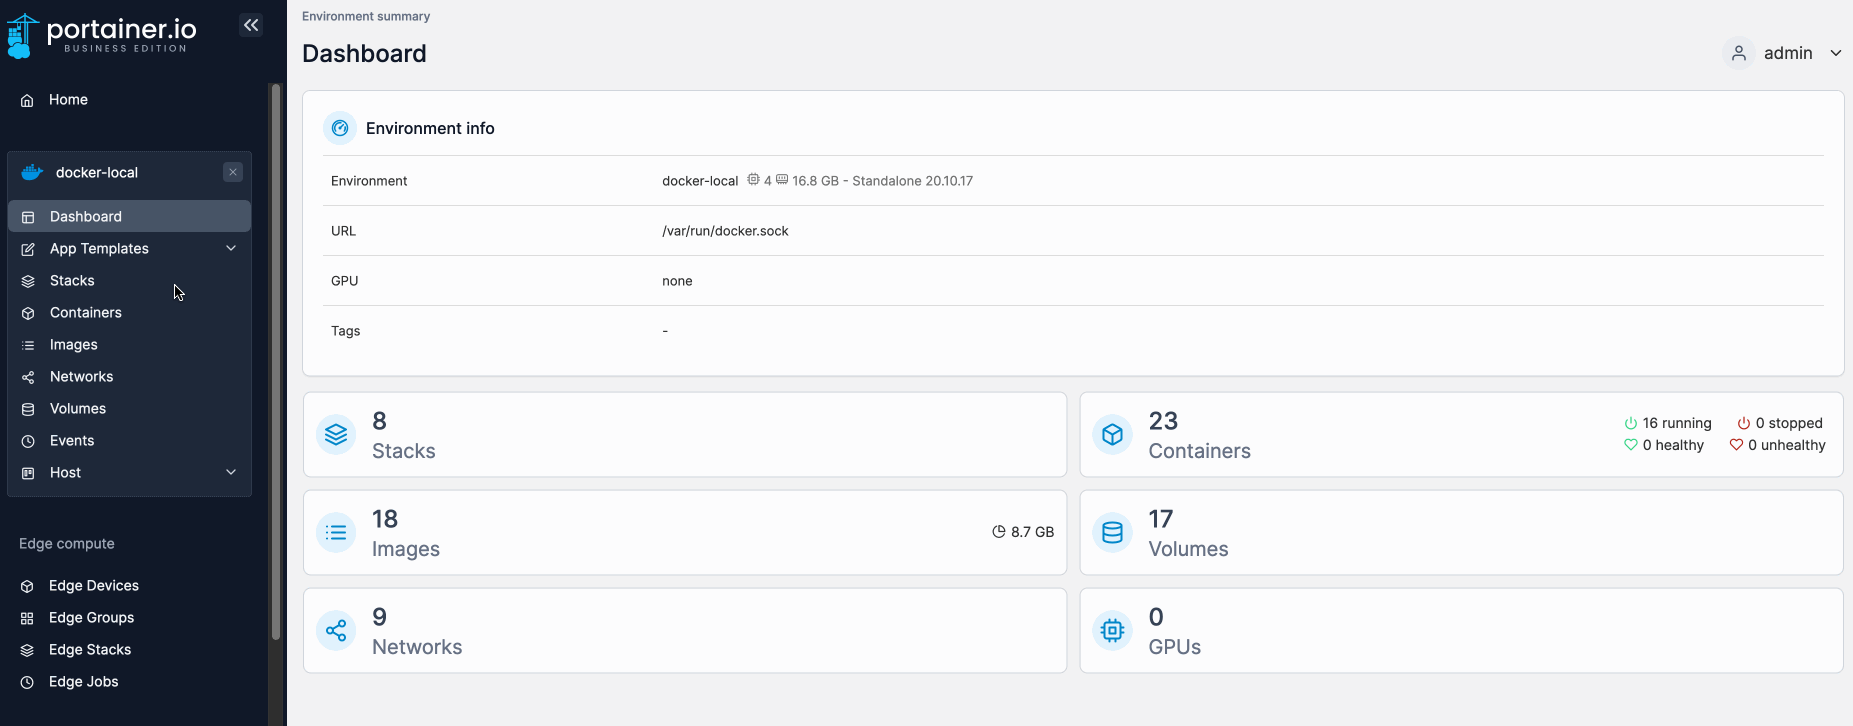 portainer.io
BUSINESS EDITION
Home
docker-local
Dashboard
App Templates
Stacks
Containers
Images
Networks
Volumes
Events
Host
Edge compute
Edge Devices
Edge Groups
Edge Stacks
Edge Jobs
Environment summary
Dashboard
admin
Environment info
Environment docker-local 4 16.8 GB - Standalone 20.10.17
URL /var/run/docker.sock
GPU none
Tags -
8
Stacks
23
Containers
16 running 0 stopped
0 healthy 0 unhealthy
18
Images
8.7 GB
17
Volumes
9
Networks
0
GPUs